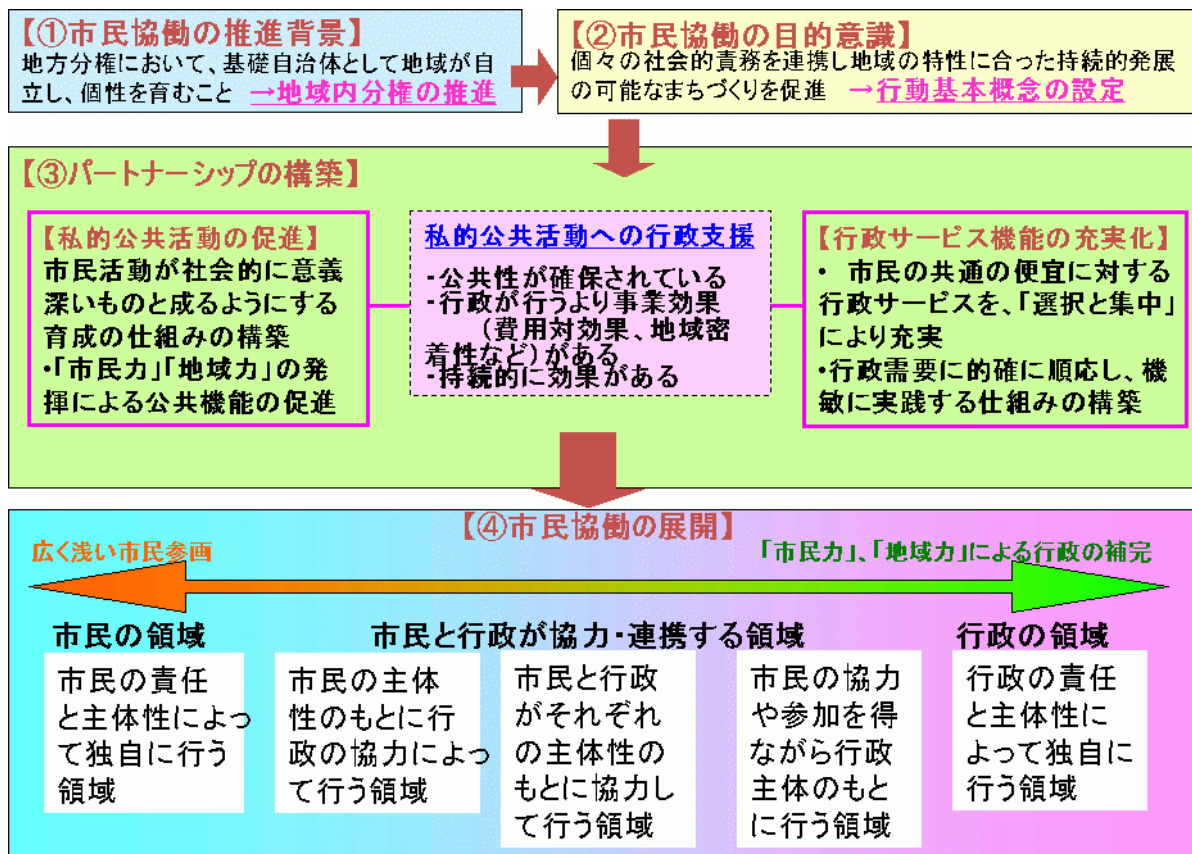 【①市民協働の推進背景】
地方分権において、基礎自治体として地域が自
立し、個性を育むこと →地域内分権の推進
【②市民協働の目的意識】
個々の社会的責務を連携し地域の特性に合った持続的発展
の可能なまちづくりを促進 →行動基本概念の設定
【③パートナーシップの構築】
【私的公共活動の促進】
市民活動が社会的に意義
深いものと成るようにする
育成の仕組みの構築
・「市民力」「地域力」の発
揮による公共機能の促進
私的公共活動への行政支援
・公共性が確保されている
・行政が行うより事業効果
（費用対効果、地域密
着性など）がある
・持続的に効果がある
【行政サービス機能の充実化】
・ 市民の共通の便宜に対する
行政サービスを、「選択と集中」
により充実
・行政需要に的確に順応し、機
敏に実践する仕組みの構築
【④市民協働の展開】
広く浅い市民参画
「市民力」、「地域力」による行政の補完
市民の領域
市民と行政が協力・連携する領域
行政の領域
市民の責任
と主体性によっ
て独自に行う
領域
市民の主体
性のもとに行
政の協力によっ
て行う領域
市民と行政
がそれぞれ
の主体性の
もとに協力し
て行う領域
市民の協力
や参加を得
ながら行政
主体のもと
に行う領域
行政の責任
と主体性に
よって独自に
行う領域